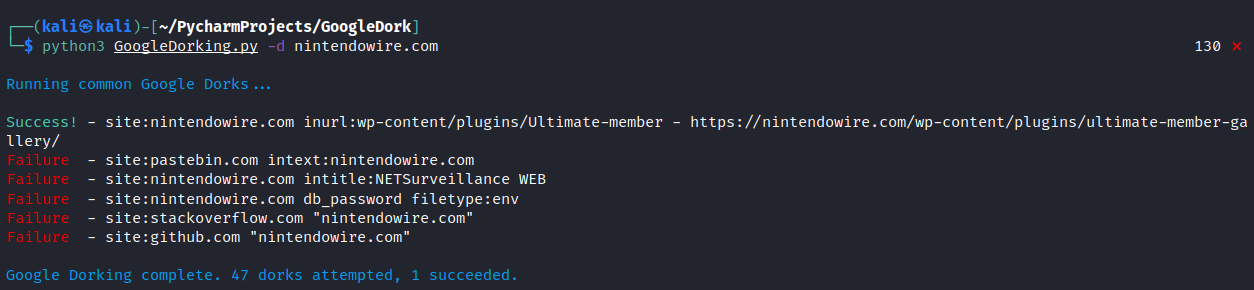 ┌──(kali㉿kali)-[~/PycharmProjects/GoogleDork]
└─$ python3 GoogleDorking.py -d nintendowire.com 130 ⨯
Running common Google Dorks...
Success! - site:nintendowire.com inurl:wp-content/plugins/Ultimate-member - https://nintendowire.com/wp-content/plugins/ultimate-member-ga
llery/
Failure - site:pastebin.com intext:nintendowire.com
Failure - site:nintendowire.com intitle:NETSurveillance WEB
Failure - site:nintendowire.com db_password filetype:env
Failure - site:stackoverflow.com "nintendowire.com"
Failure - site:github.com "nintendowire.com"
Google Dorking complete. 47 dorks attempted, 1 succeeded.